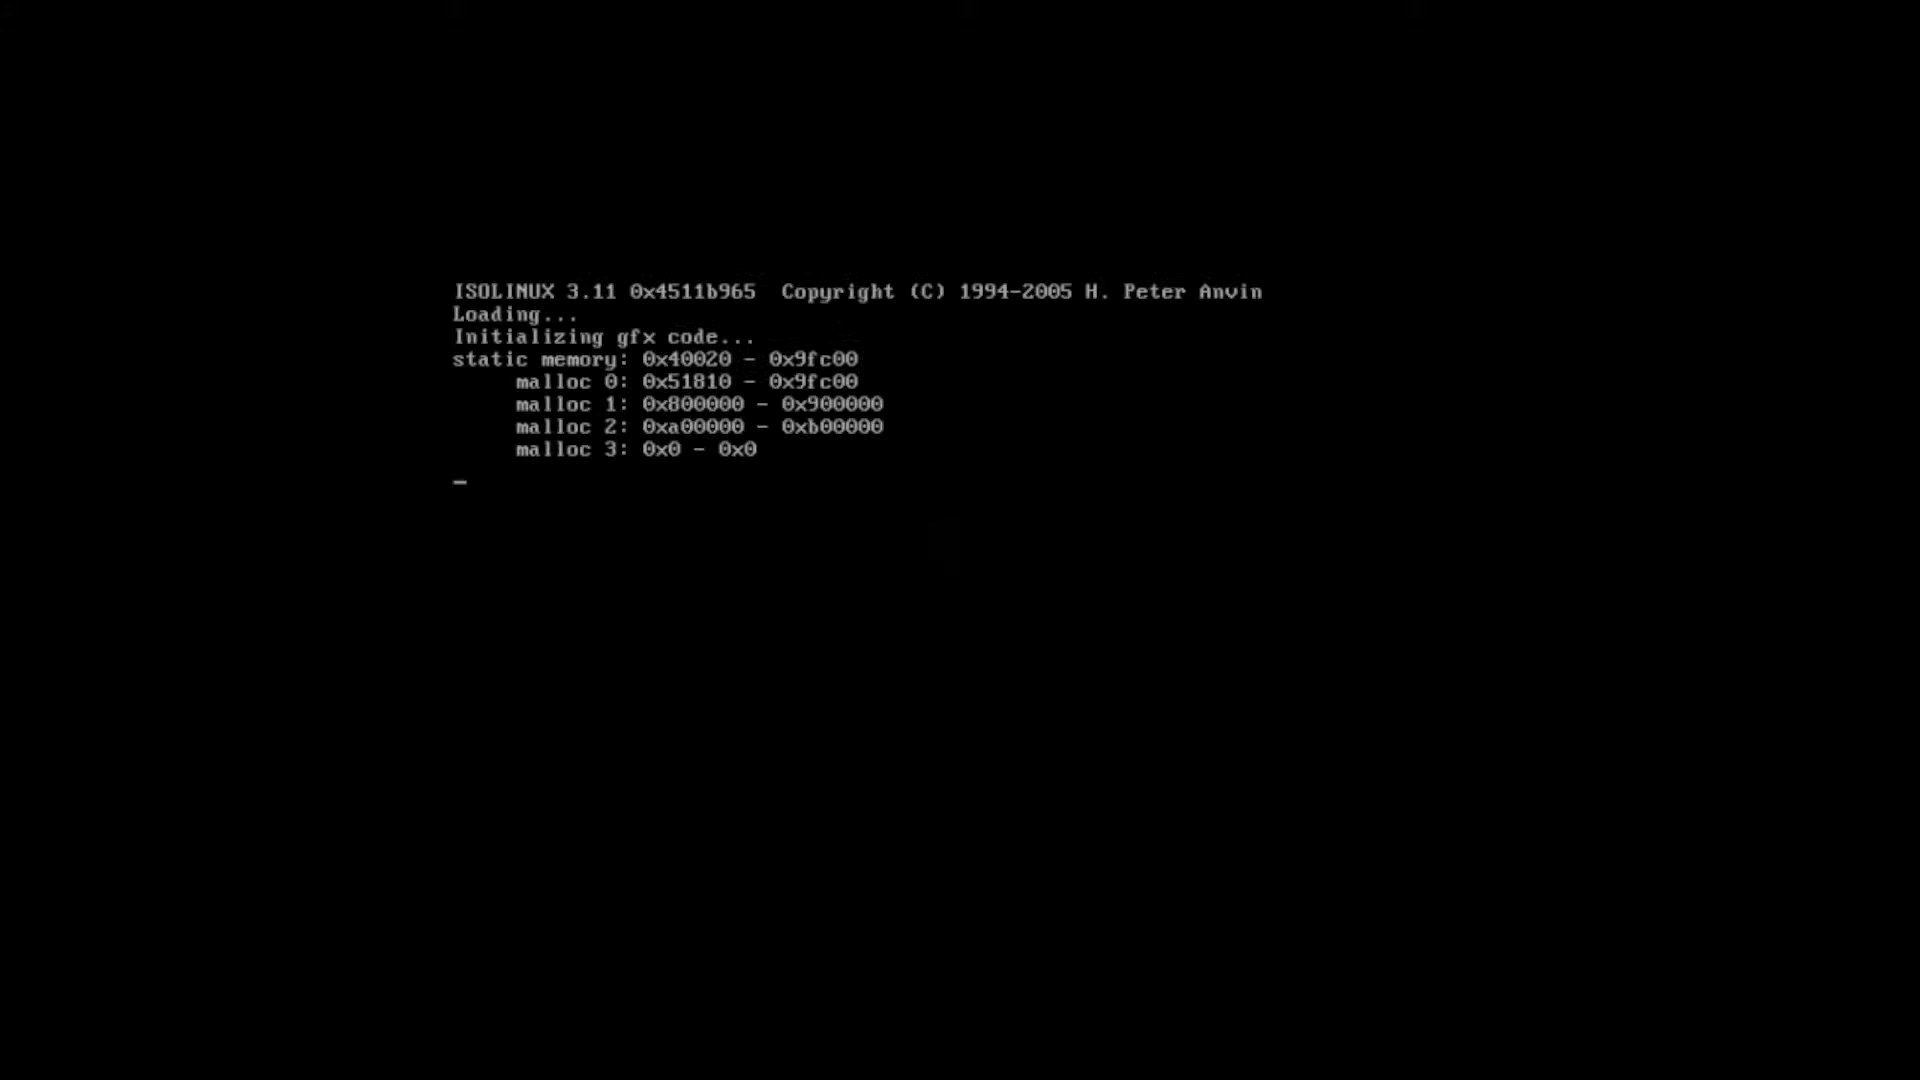 ISOLINUX 3.11 0x4511b965  Copyright (C) 1994-2005 H. Peter Anvin
Loading...
Initializing gfx code...
static memory: 0x40020 - 0x9fc00
     malloc 0: 0x51810 - 0x9fc00
     malloc 1: 0x800000 - 0x900000
     malloc 2: 0xa00000 - 0xb00000
     malloc 3: 0x0 - 0x0
_